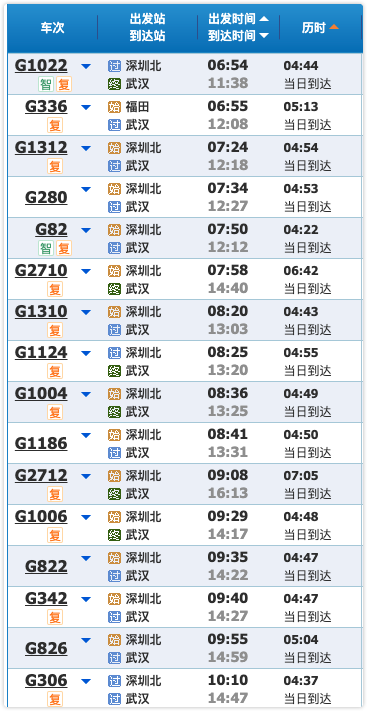 车次 出发站 出发时间 历时
到达站 到达时间
G1022 过 深圳北 06:54 04:44
智 复 终 武汉 11:38 当日到达
G336 始 福田 06:55 05:13
复 过 武汉 12:08 当日到达
G1312 始 深圳北 07:24 04:54
复 过 武汉 12:18 当日到达
G280 始 深圳北 07:34 04:53
过 武汉 12:27 当日到达
G82 始 深圳北 07:50 04:22
智 复 过 武汉 12:12 当日到达
G2710 始 深圳北 07:58 06:42
复 终 武汉 14:40 当日到达
G1310 始 深圳北 08:20 04:43
复 过 武汉 13:03 当日到达
G1124 过 深圳北 08:25 04:55
复 终 武汉 13:20 当日到达
G1004 始 深圳北 08:36 04:49
复 终 武汉 13:25 当日到达
G1186 始 深圳北 08:41 04:50
过 武汉 13:31 当日到达
G2712 始 深圳北 09:08 07:05
复 终 武汉 16:13 当日到达
G1006 始 深圳北 09:29 04:48
复 终 武汉 14:17 当日到达
G822 始 深圳北 09:35 04:47
过 武汉 14:22 当日到达
G342 始 深圳北 09:40 04:47
复 过 武汉 14:27 当日到达
G826 始 深圳北 09:55 05:04
过 武汉 14:59 当日到达
G306 始 深圳北 10:10 04:37
复 过 武汉 14:47 当日到达